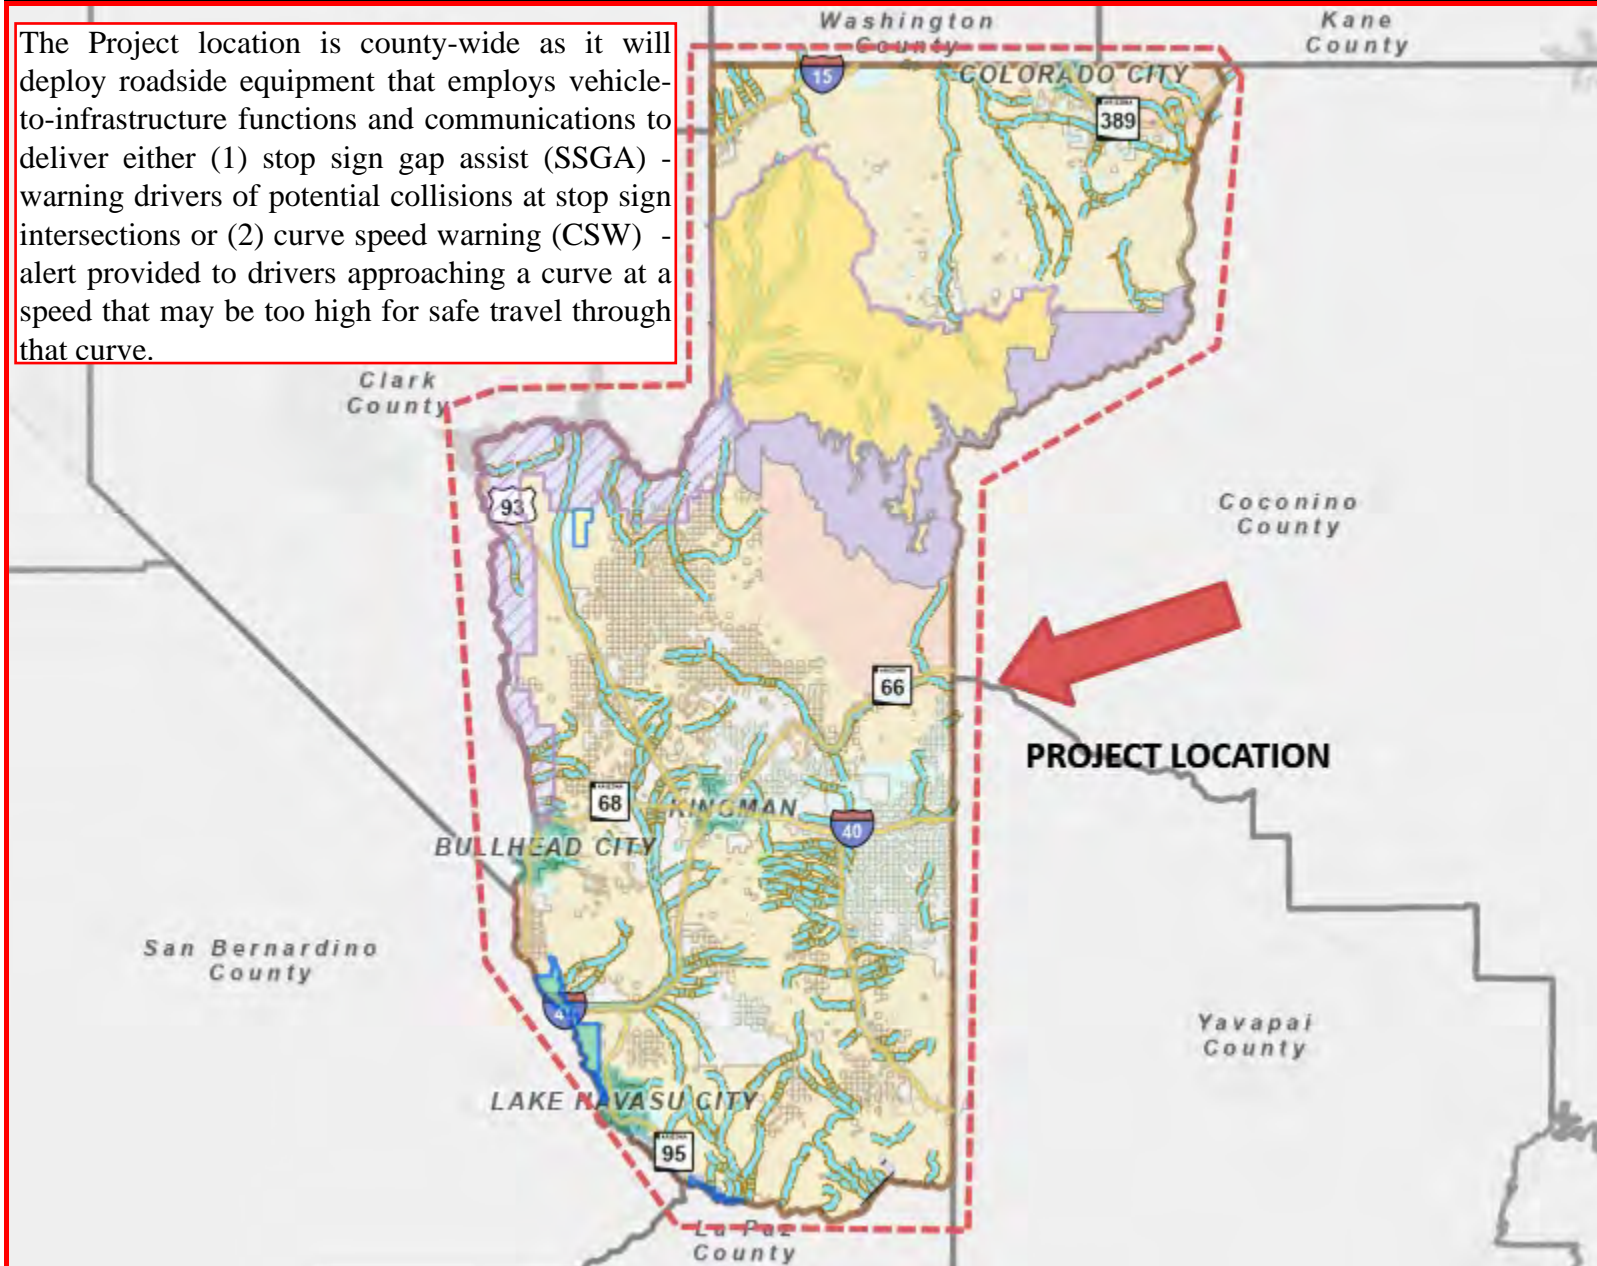 The Project location is county-wide as it will
deploy roadside equipment that employs vehicle-
to-infrastructure functions and communications to
deliver either (1) stop sign gap assist (SSGA) -
warning drivers of potential collisions at stop sign
intersections or (2) curve speed warning (CSW) -
alert provided to drivers approaching a curve at a
speed that may be too high for safe travel through
that curve.
Washington
County
Kane
County
15
COLORADO CITY
ARIZONA
389
Clark
County
93
Coconino
County
ARIZONA
66
PROJECT LOCATION
ARIZONA
68
KINGMAN
40
BULLHEAD CITY
San Bernardino
County
Yavapai
County
LAKE HAVASU CITY
ARIZONA
95
La Paz
County